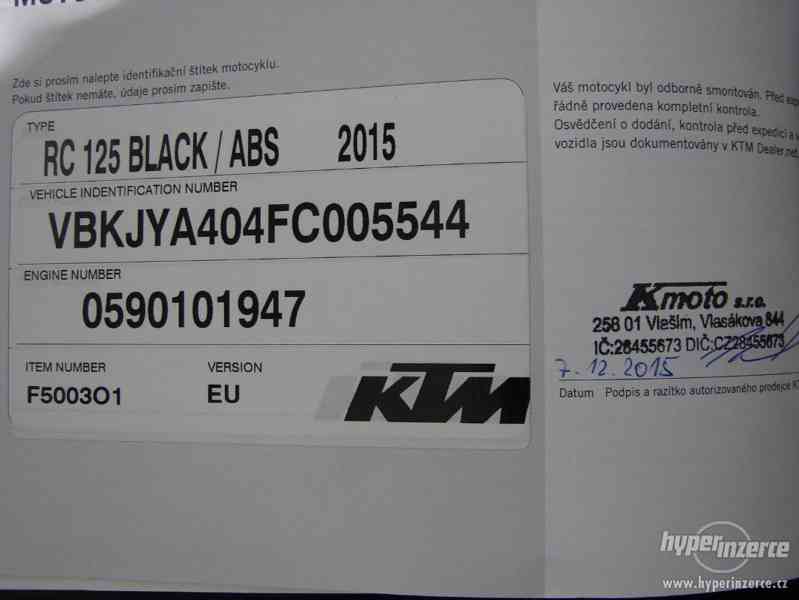 Zde si prosím nalepte identifikační štítek motocyklu.
Pokud štítek nemáte, údaje prosím zapište.
TYPE
RC 125 BLACK / ABS 2015
VEHICLE INDENTIFICATION NUMBER
VBKJYA404FC005544
ENGINE NUMBER
0590101947
ITEM NUMBER VERSION
F5003O1 EU
KTM
Váš motocykl byl odborně smontován. Před
řádně provedena kompletní kontrola.
Osvědčení o dodání, kontrola před expedicí a
vozidla jsou dokumentovány v KTM Dealer.net.
Kmoto s.r.o.
258 01 Vlašim, Vlasákova 844
IČ:28455673 DIČ:CZ28455673
7.12.2015
Datum Podpis a razítko autorizovaného prodejce
hyperinzerce
www.hyperinzerce.cz